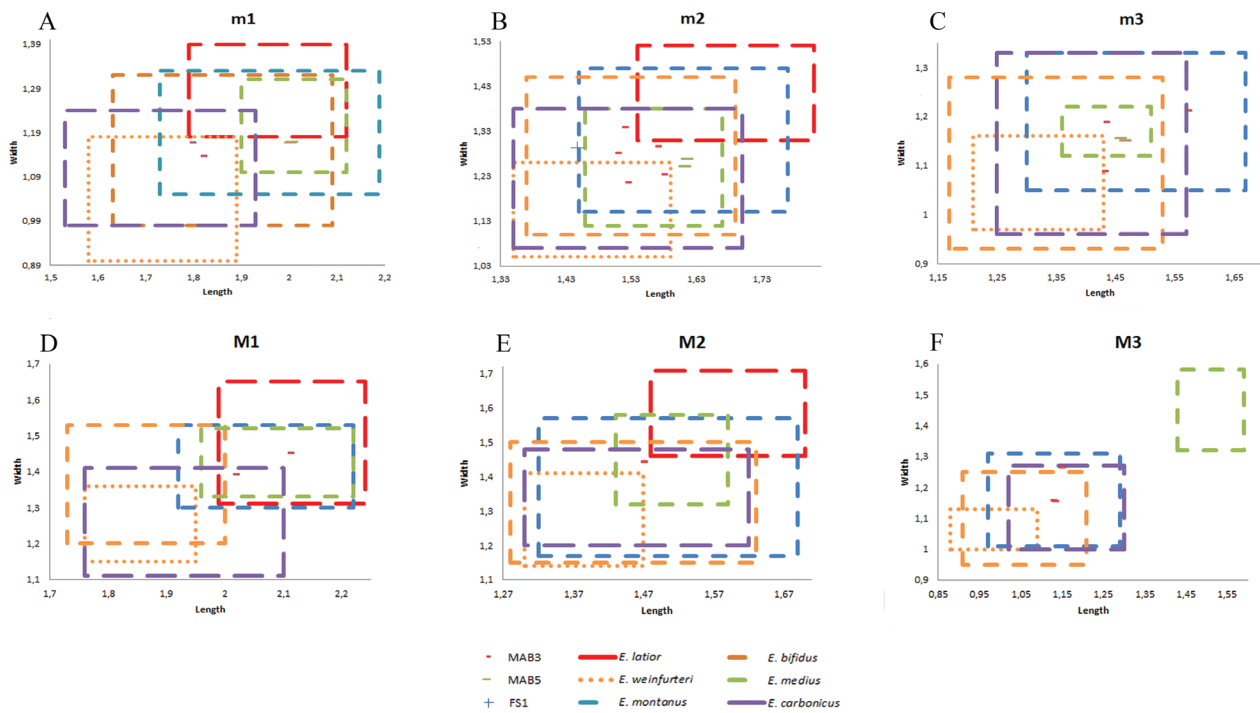 A m1 B m2 C m3
1,39
1,29
1,19
1,09
0,99
0,89
Width
1,5 1,6 1,7 1,8 1,9 2 2,1 2,2
Length
1,53
1,43
1,33
1,23
1,13
1,03
Width
1,33 1,43 1,53 1,63 1,73
Length
1,3
1,2
1,1
1
0,9
Width
1,15 1,25 1,35 1,45 1,55 1,65
Length
D M1 E M2 F M3
1,7
1,6
1,5
1,4
1,3
1,2
1,1
Width
1,7 1,8 1,9 2 2,1 2,2
Length
1,7
1,6
1,5
1,4
1,3
1,2
1,1
Width
1,27 1,37 1,47 1,57 1,67
Length
1,6
1,5
1,4
1,3
1,2
1,1
1
0,9
Width
0,85 0,95 1,05 1,15 1,25 1,35 1,45 1,55
Length
MAB3 E. latior E. bifidus
MAB5 E. weinfurteri E. medius
FS1 E. montanus E. carbonicus